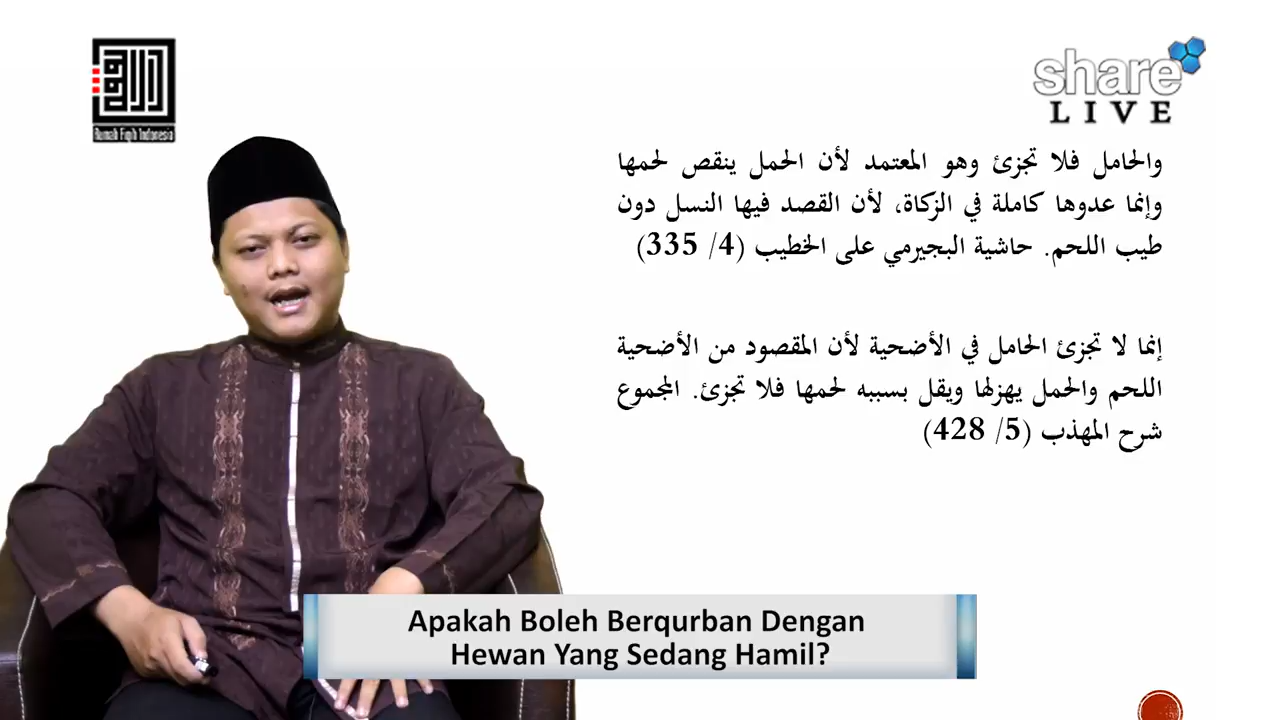 Rumah Fiqih Indonesia
share
LIVE
والحامل فلا تجزئ وهو المعتمد لأن الحمل ينقص لحمها
وإنما عدوها كاملة في الزكاة، لأن القصد فيها النسل دون
طيب اللحم. حاشية البجيرمي على الخطيب (4/ 335)
إنما لا تجزئ الحامل في الأضحية لأن المقصود من الأضحية
اللحم والحمل يهزلها ويقل بسببه لحمها فلا تجزئ. المجموع
شرح المهذب (5/ 428)
Apakah Boleh Berqurban Dengan
Hewan Yang Sedang Hamil?